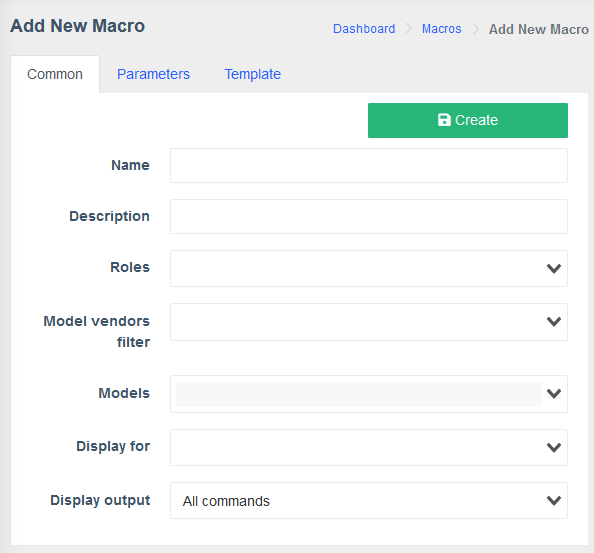 Add New Macro
Dashboard > Macros > Add New Macro
Common Parameters Template
Create
Name
Description
Roles
Model vendors
filter
Models
Display for
Display output All commands